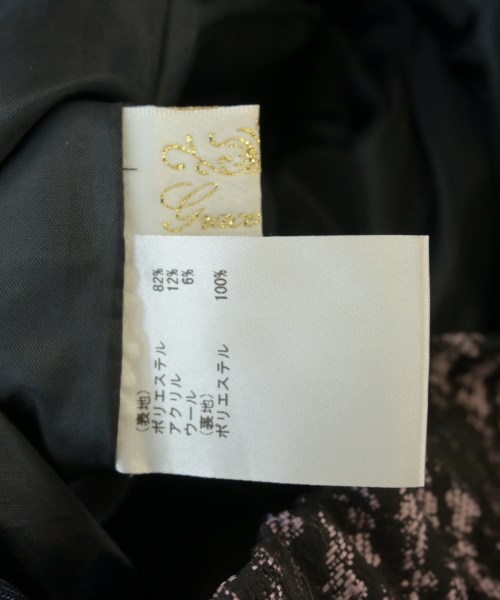 (表地)
ポリエステル 82%
アクリル 12%
ウール 6%
(裏地)
ポリエステル 100%